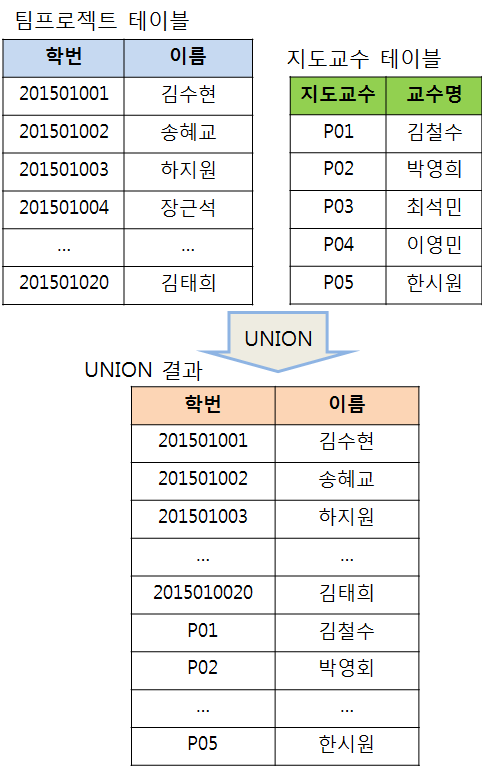 팀프로젝트 테이블
학번 이름
201501001 김수현
201501002 송혜교
201501003 하지원
201501004 장근석
... ...
201501020 김태희
지도교수 테이블
지도교수 교수명
P01 김철수
P02 박영희
P03 최석민
P04 이영민
P05 한시원
UNION
UNION 결과
학번 이름
201501001 김수현
201501002 송혜교
201501003 하지원
... ...
2015010020 김태희
P01 김철수
P02 박영회
... ...
P05 한시원